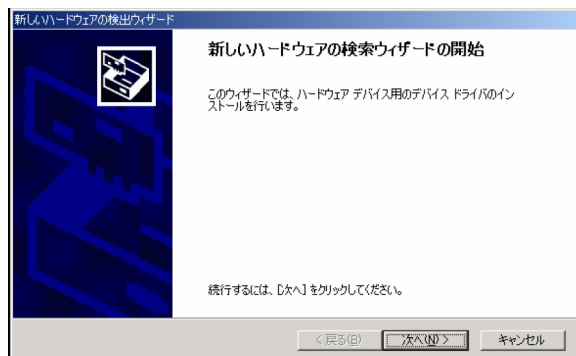 新しいハードウェアの検出ウィザード
新しいハードウェアの検索ウィザードの開始
このウィザードでは、ハードウェア デバイス用のデバイス ドライバのイン
ストールを行います。
続行するには、[次へ] をクリックしてください。
< 戻る(B)
次へ(N) >
キャンセル